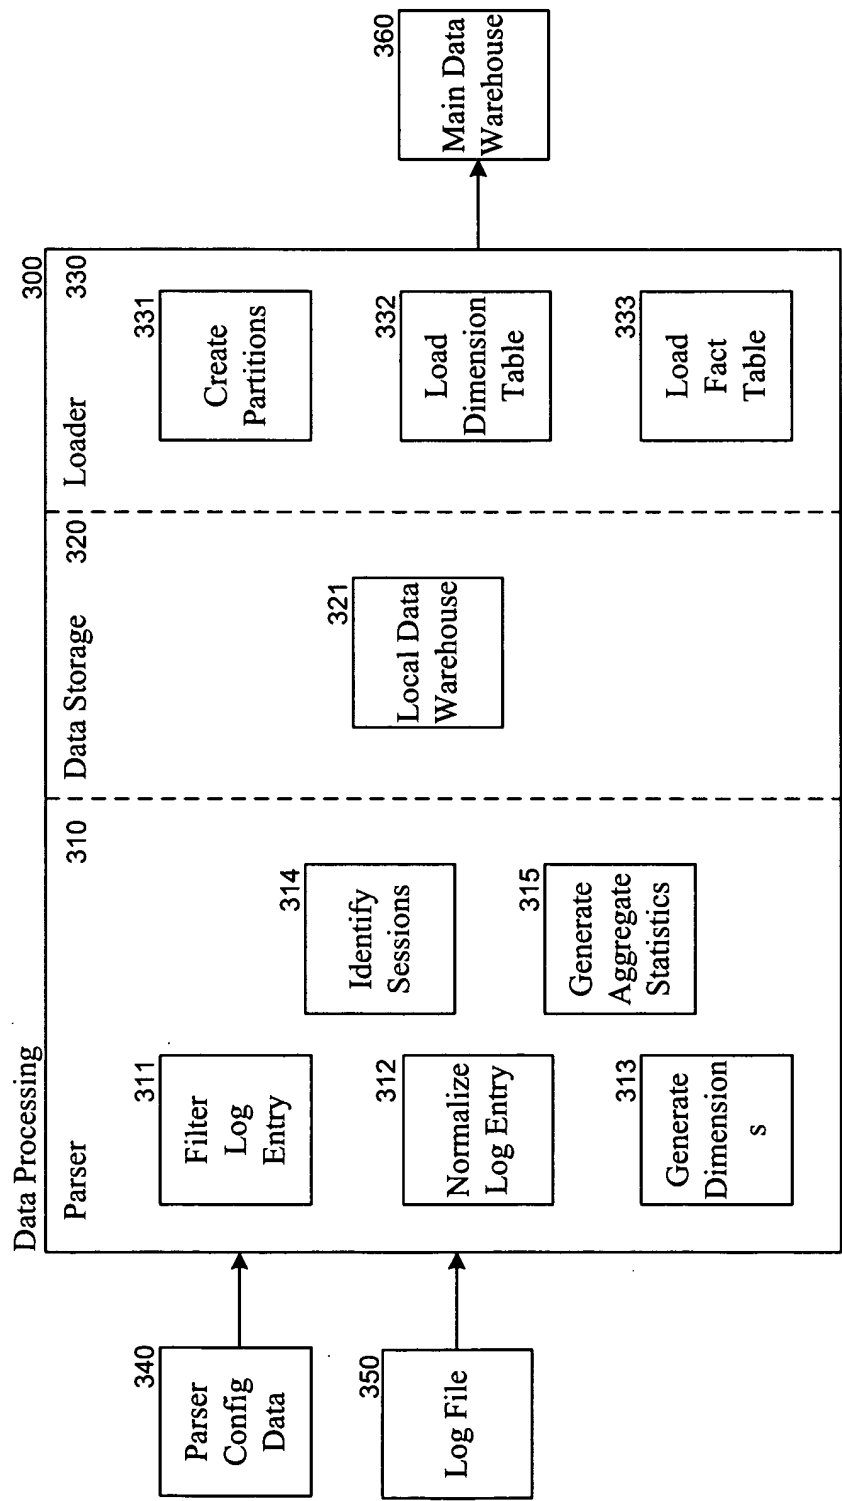 Data Processing
300
Parser
310
Data Storage
320
Loader
330
340
Parser
Config
Data
350
Log File
311
Filter
Log
Entry
312
Normalize
Log Entry
313
Generate
Dimension
s
314
Identify
Sessions
315
Generate
Aggregate
Statistics
321
Local Data
Warehouse
331
Create
Partitions
332
Load
Dimension
Table
333
Load
Fact
Table
360
Main Data
Warehouse